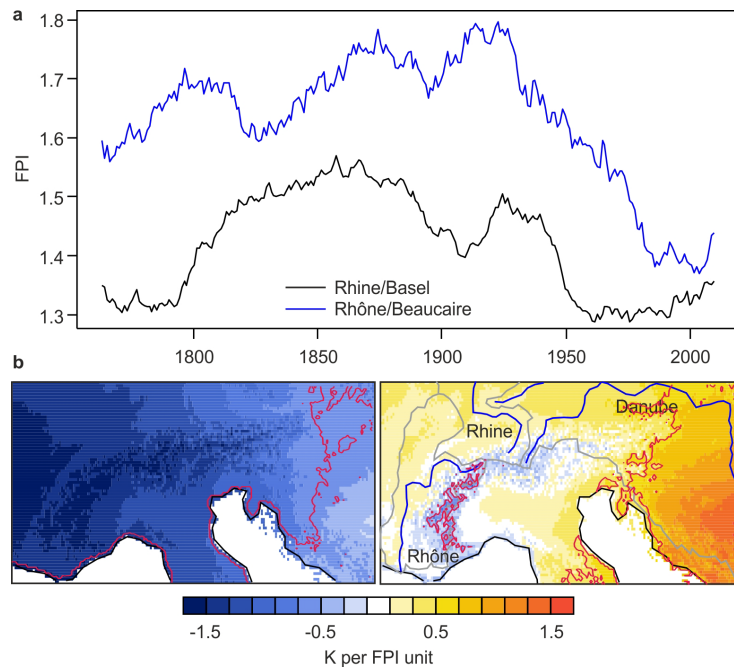 a
1.8
1.7
1.6
1.5
1.4
1.3
FPI
Rhine/Basel
Rhône/Beaucaire
1800 1850 1900 1950 2000
b
Danube
Rhine
Rhône
-1.5 -0.5 0.5 1.5
K per FPI unit